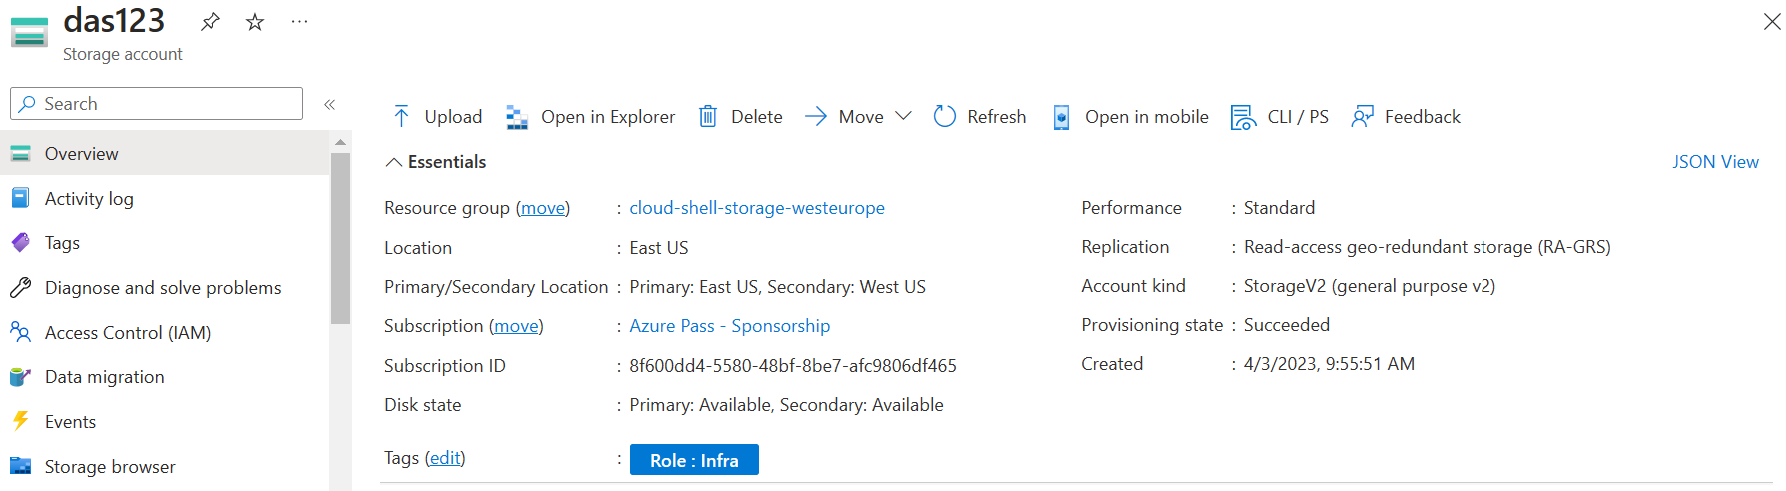 das123
Storage account
Search
«
Overview
Activity log
Tags
Diagnose and solve problems
Access Control (IAM)
Data migration
Events
Storage browser
Upload Open in Explorer Delete Move Refresh Open in mobile CLI / PS Feedback
Essentials JSON View
Resource group (move) : cloud-shell-storage-westeurope
Location : East US
Primary/Secondary Location : Primary: East US, Secondary: West US
Subscription (move) : Azure Pass - Sponsorship
Subscription ID : 8f600dd4-5580-48bf-8be7-afc9806df465
Disk state : Primary: Available, Secondary: Available
Tags (edit) : Role : Infra
Performance : Standard
Replication : Read-access geo-redundant storage (RA-GRS)
Account kind : StorageV2 (general purpose v2)
Provisioning state : Succeeded
Created : 4/3/2023, 9:55:51 AM